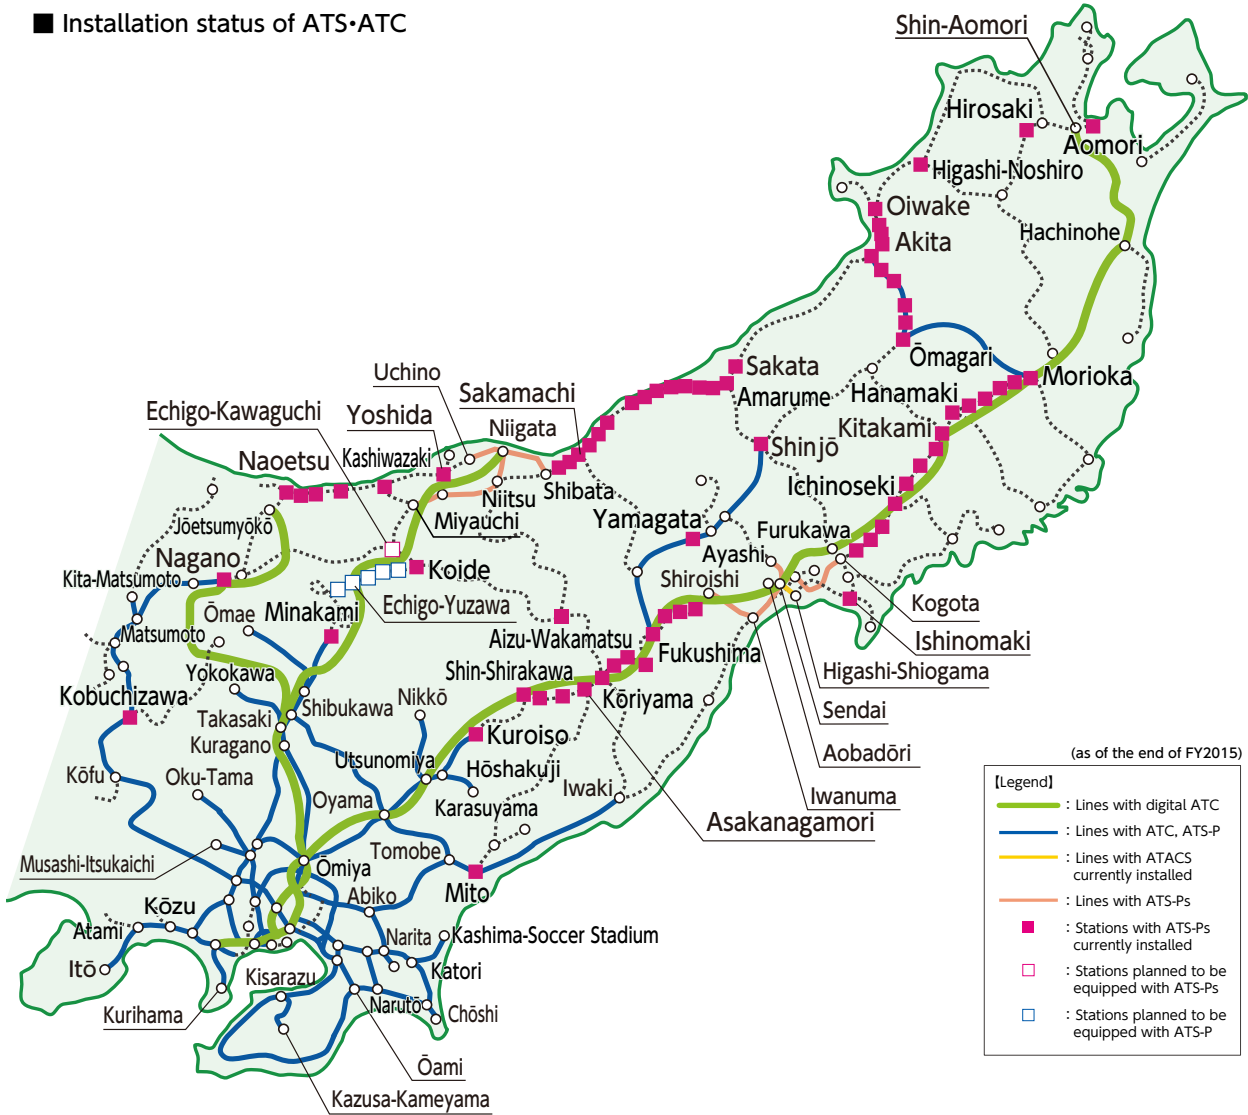 ■ Installation status of ATS･ATC
Shin-Aomori
Hirosaki
Aomori
Higashi-Noshiro
Oiwake
Akita
Hachinohe
Ōmagari
Morioka
Hanamaki
Kitakami
Sakata
Amarume
Uchino
Sakamachi
Echigo-Kawaguchi
Yoshida
Niigata
Kashiwazaki
Naoetsu
Shinjō
Niitsu
Shibata
Ichinoseki
Jōetsumyōkō
Miyauchi
Yamagata
Furukawa
Ayashi
Nagano
Koide
Shiroishi
Kita-Matsumoto
Echigo-Yuzawa
Kogota
Ōmae
Minakami
Matsumoto
Aizu-Wakamatsu
Ishinomaki
Fukushima
Yokokawa
Shin-Shirakawa
Higashi-Shiogama
Kobuchizawa
Nikkō
Kōriyama
Shibukawa
Takasaki
Sendai
Kuragano
Kuroiso
Utsunomiya
Aobadōri
Kōfu
Oku-Tama
Hōshakuji
Iwaki
Iwanuma
Oyama
Karasuyama
Asakanagamori
Musashi-Itsukaichi
Ōmiya
Tomobe
Mito
Abiko
Kōzu
Atami
Narita
Kashima-Soccer Stadium
Itō
Kisarazu
Katori
Kurihama
Narutō
Chōshi
Ōami
Kazusa-Kameyama
(as of the end of FY2015)
【Legend】
: Lines with digital ATC
: Lines with ATC, ATS-P
: Lines with ATACS
currently installed
: Lines with ATS-Ps
: Stations with ATS-Ps
currently installed
: Stations planned to be
equipped with ATS-Ps
: Stations planned to be
equipped with ATS-P